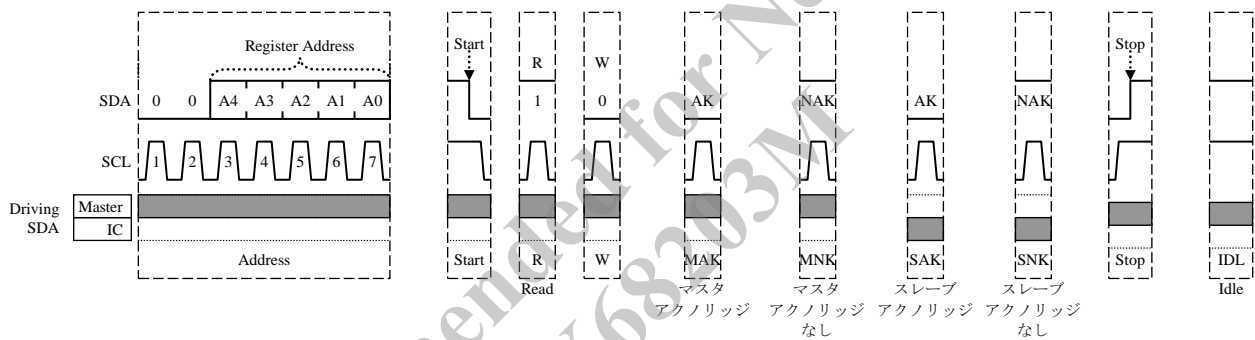 Register Address
Start
Stop
R
W
SDA
0
0
A4
A3
A2
A1
A0
1
0
AK
NAK
AK
NAK
SCL
1
2
3
4
5
6
7
Driving
SDA
Master
IC
Address
Start
R
W
MAK
MNK
SAK
SNK
Stop
IDL
Read
マスタ
アクノリッジ
マスタ
アクノリッジ
なし
スレーブ
アクノリッジ
スレーブ
アクノリッジ
なし
Idle